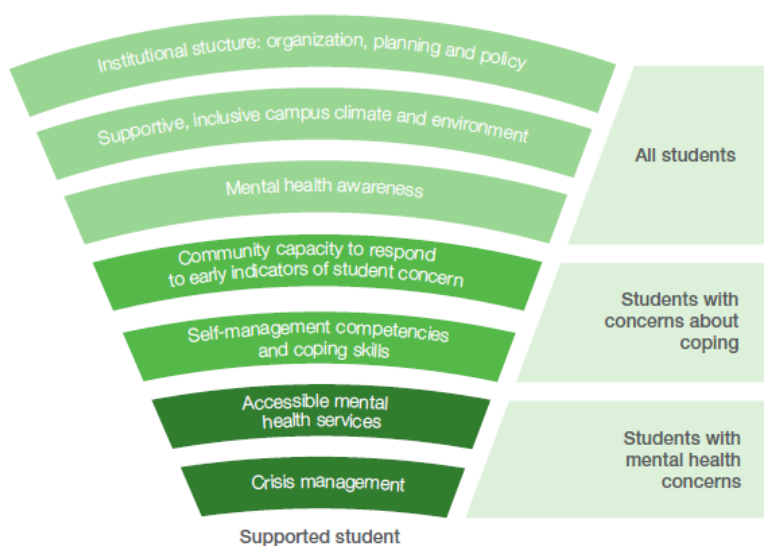 Institutional stucture: organization, planning and policy
Supportive, inclusive campus climate and environment
Mental health awareness
All students
Community capacity to respond
to early indicators of student concern
Self-management competencies
and coping skills
Students with
concerns about
coping
Accessible mental
health services
Crisis management
Students with
mental health
concerns
Supported student